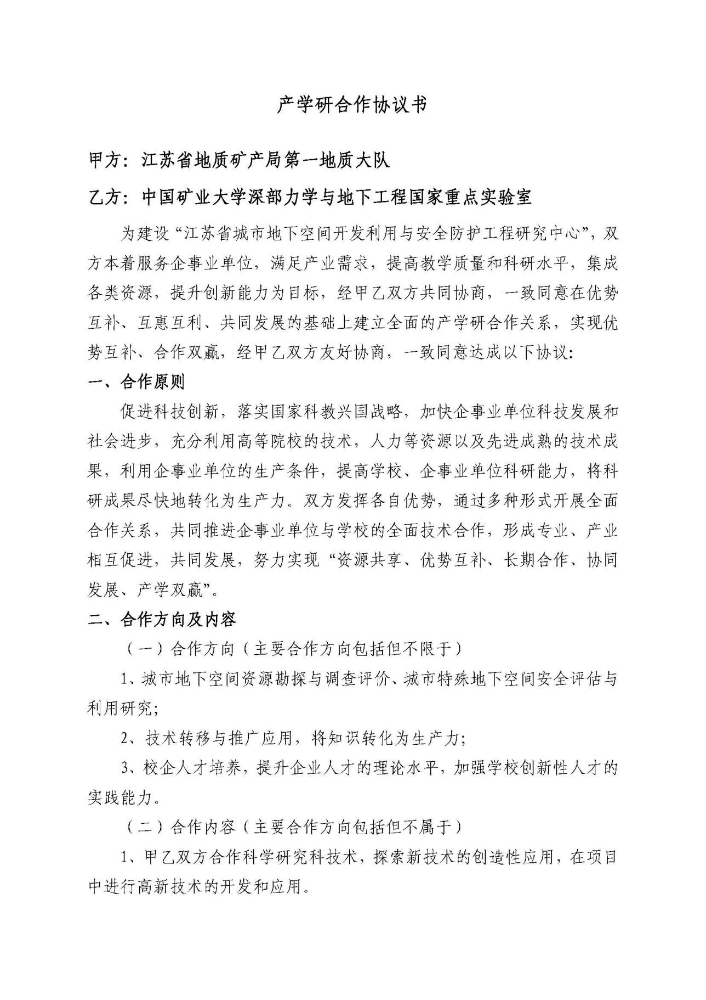 产学研合作协议书
甲方：江苏省地质矿产局第一地质大队
乙方：中国矿业大学深部力学与地下工程国家重点实验室
为建设“江苏省城市地下空间开发利用与安全防护工程研究中心”，双
方本着服务企事业单位，满足产业需求，提高教学质量和科研水平，集成
各类资源，提升创新能力为目标，经甲乙双方共同协商，一致同意在优势
互补、互惠互利、共同发展的基础上建立全面的产学研合作关系，实现优
势互补、合作双赢，经甲乙双方友好协商，一致同意达成以下协议：
一、合作原则
促进科技创新，落实国家科教兴国战略，加快企事业单位科技发展和
社会进步，充分利用高等院校的技术，人力等资源以及先进成熟的技术成
果，利用企事业单位的生产条件，提高学校、企事业单位科研能力，将科
研成果尽快地转化为生产力。双方发挥各自优势，通过多种形式开展全面
合作关系，共同推进企事业单位与学校的全面技术合作，形成专业、产业
相互促进，共同发展，努力实现“资源共享、优势互补、长期合作、协同
发展、产学双赢”。
二、合作方向及内容
（一）合作方向（主要合作方向包括但不限于）
1、城市地下空间资源勘探与调查评价、城市特殊地下空间安全评估与
利用研究；
2、技术转移与推广应用，将知识转化为生产力；
3、校企人才培养，提升企业人才的理论水平，加强学校创新性人才的
实践能力。
（二）合作内容（主要合作方向包括但不属于）
1、甲乙双方合作科学研究科技术，探索新技术的创造性应用，在项目
中进行高新技术的开发和应用。